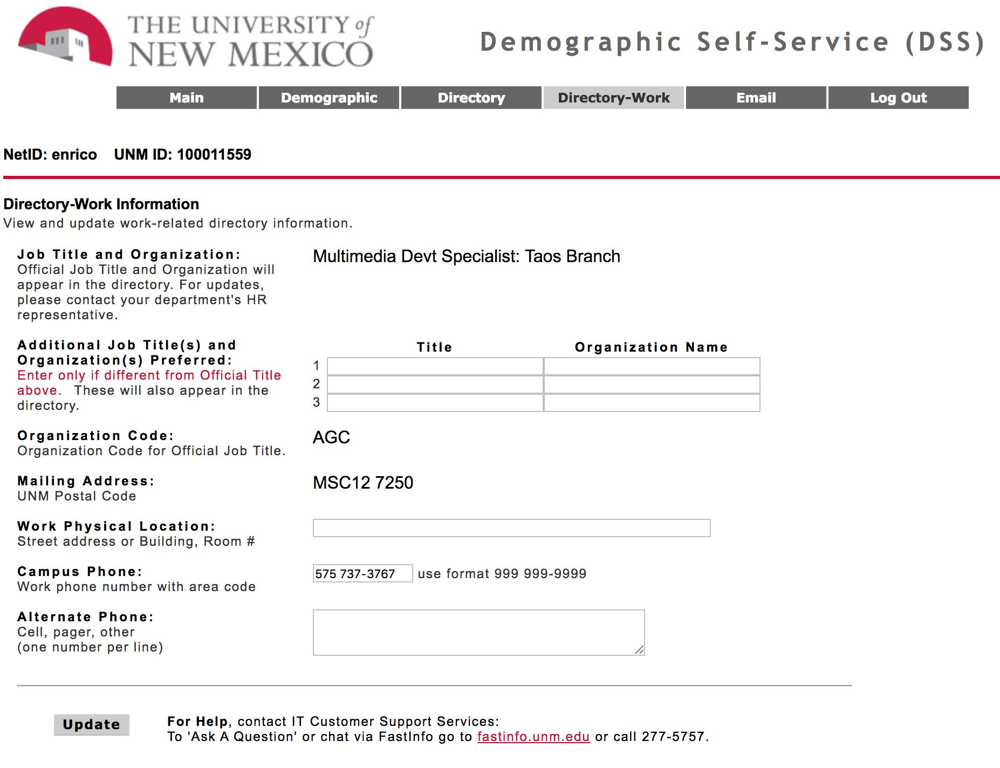 THE UNIVERSITY of
NEW MEXICO
Demographic Self-Service (DSS)
Main Demographic Directory Directory-Work Email Log Out
NetID: enrico UNM ID: 100011559
Directory-Work Information
View and update work-related directory information.
Job Title and Organization:
Official Job Title and Organization will
appear in the directory. For updates,
please contact your department's HR
representative.
Multimedia Devt Specialist: Taos Branch
Additional Job Title(s) and
Organization(s) Preferred:
Enter only if different from Official Title
above. These will also appear in the
directory.
Title Organization Name
1
2
3
Organization Code:
Organization Code for Official Job Title.
AGC
Mailing Address:
UNM Postal Code
MSC12 7250
Work Physical Location:
Street address or Building, Room #
Campus Phone:
Work phone number with area code
575 737-3767 use format 999 999-9999
Alternate Phone:
Cell, pager, other
(one number per line)
Update
For Help, contact IT Customer Support Services:
To 'Ask A Question' or chat via FastInfo go to fastinfo.unm.edu or call 277-5757.